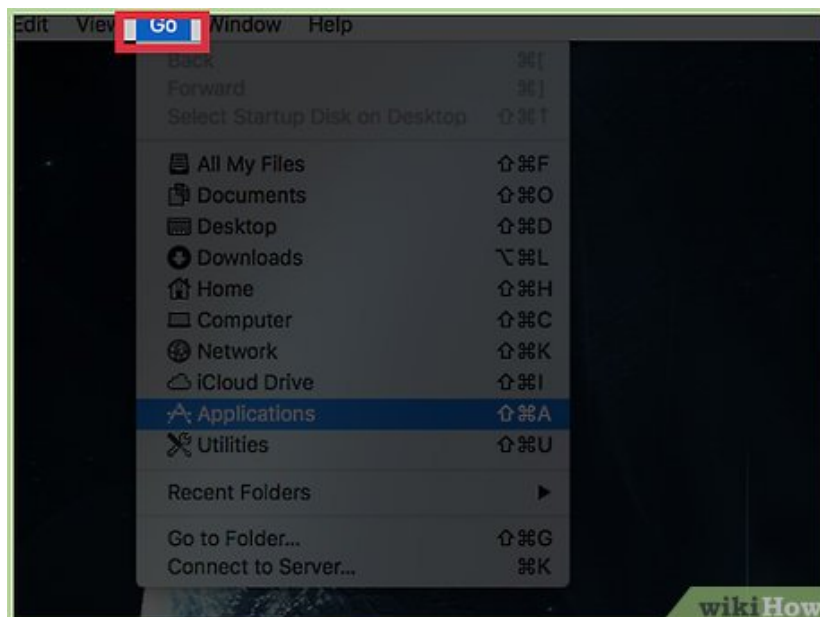 Edit View Go Window Help
Back ⌘[
Forward ⌘]
Select Startup Disk on Desktop ⇧⌘↑
All My Files ⇧⌘F
Documents ⇧⌘O
Desktop ⇧⌘D
Downloads ⌥⌘L
Home ⇧⌘H
Computer ⇧⌘C
Network ⇧⌘K
iCloud Drive ⇧⌘I
Applications ⇧⌘A
Utilities ⇧⌘U
Recent Folders ▶
Go to Folder... ⇧⌘G
Connect to Server... ⌘K
wikiHow